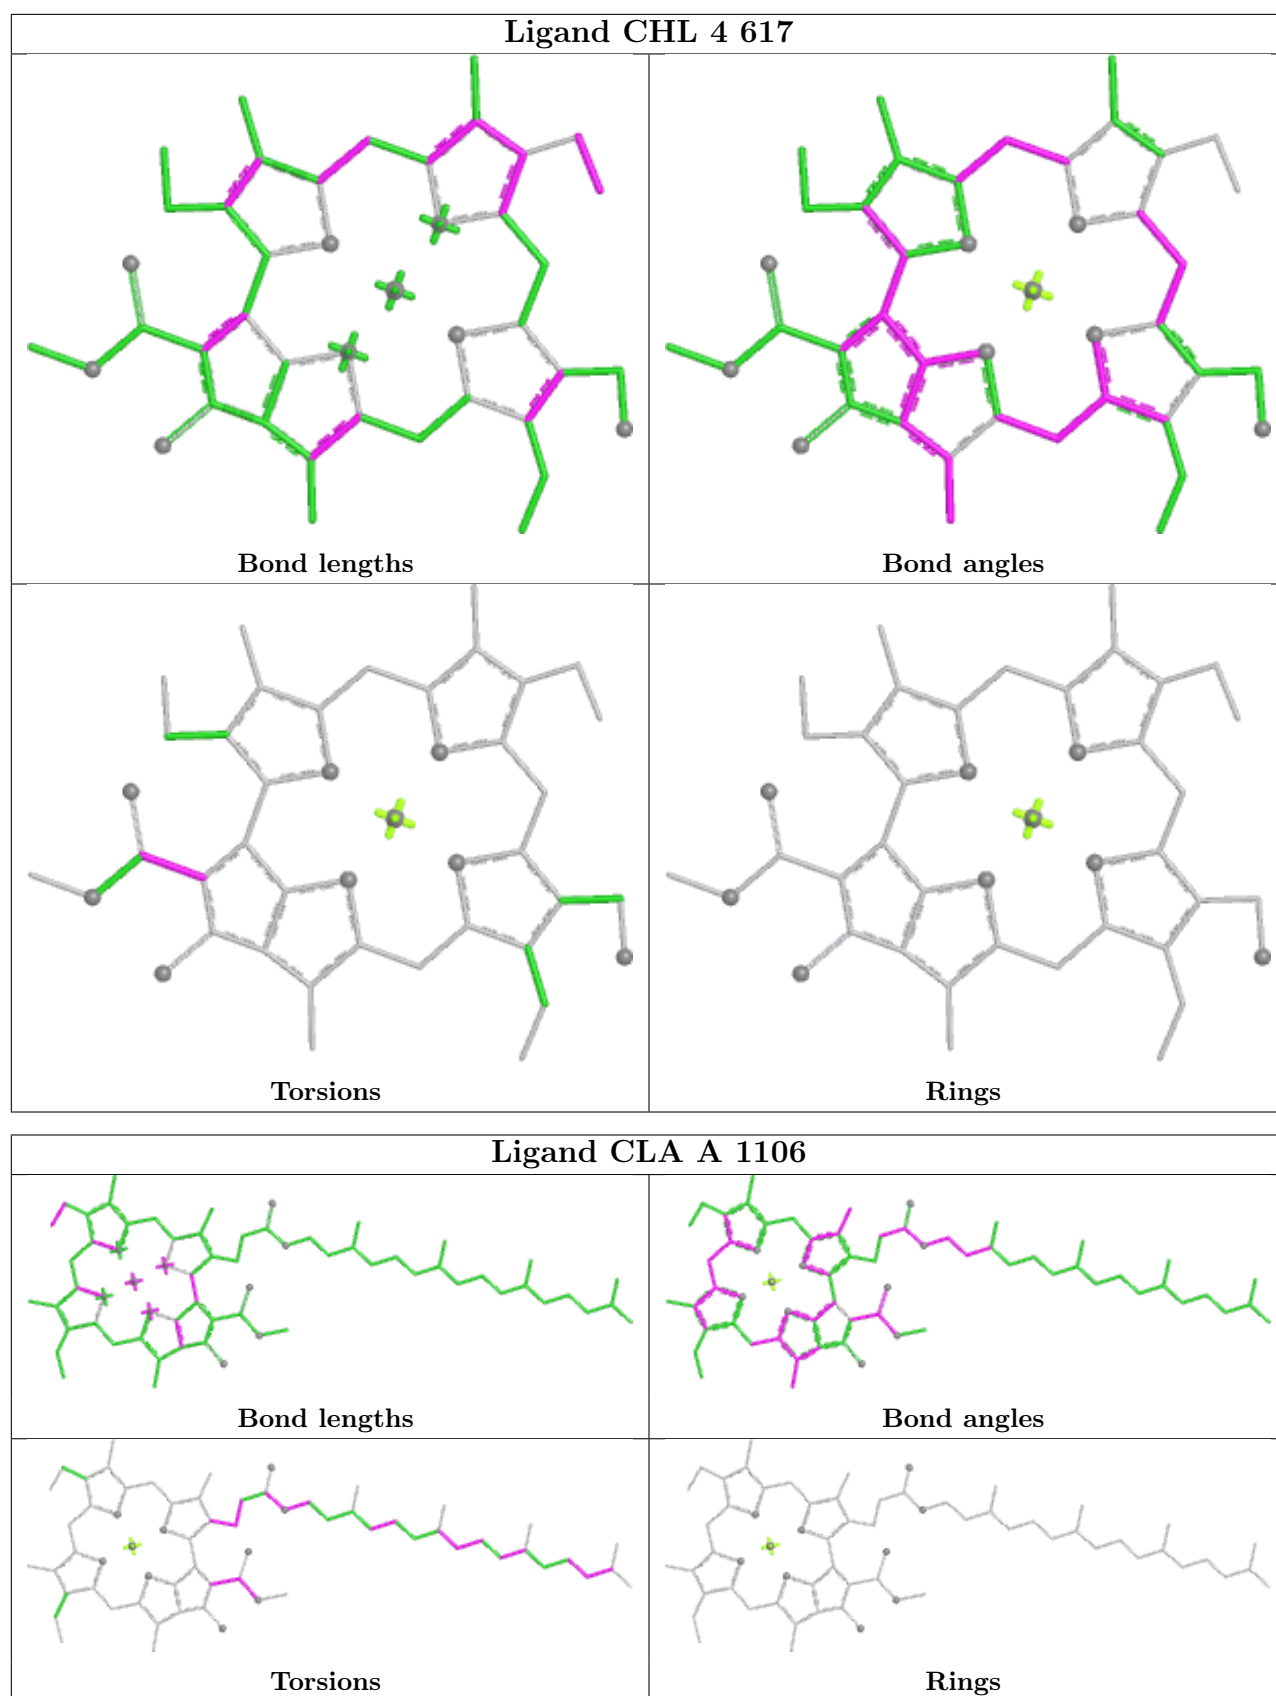 Ligand CHL 4 617
Bond lengths
Bond angles
Torsions
Rings
Ligand CLA A 1106
Bond lengths
Bond angles
Torsions
Rings